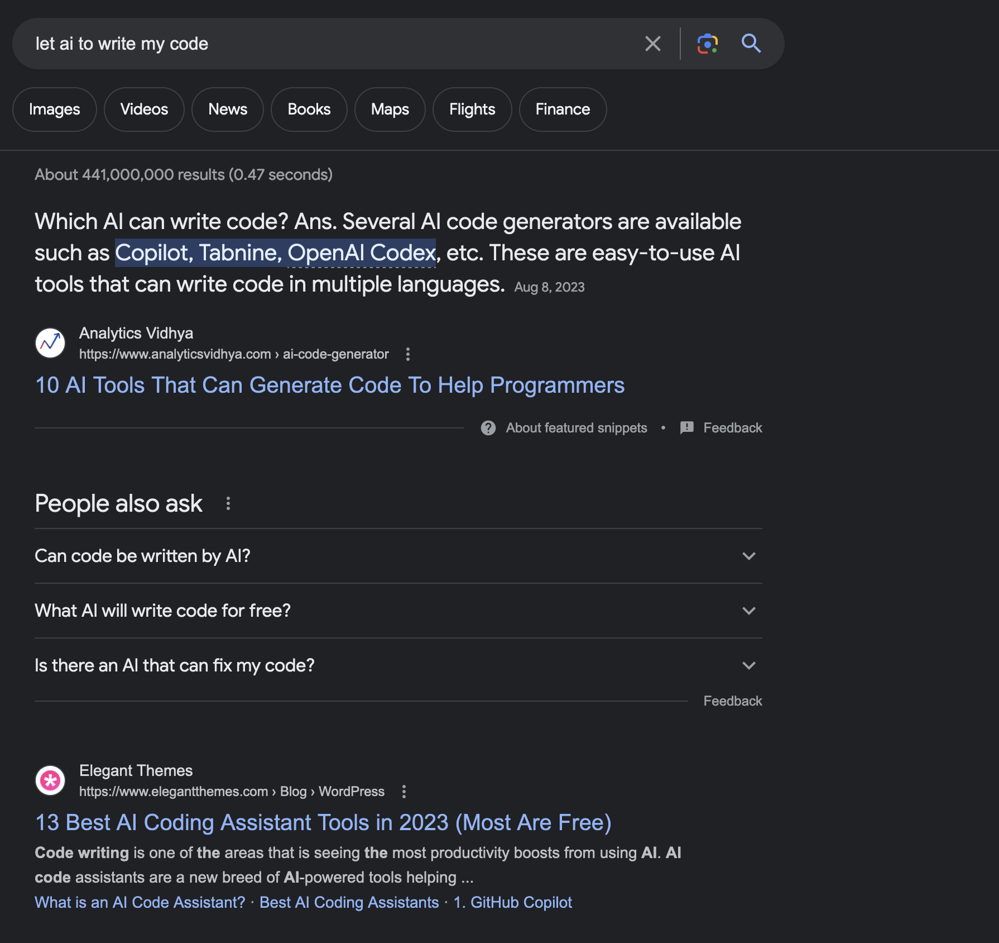 let ai to write my code
Images Videos News Books Maps Flights Finance
About 441,000,000 results (0.47 seconds)
Which AI can write code? Ans. Several AI code generators are available
such as Copilot, Tabnine, OpenAI Codex, etc. These are easy-to-use AI
tools that can write code in multiple languages. Aug 8, 2023
Analytics Vidhya
https://www.analyticsvidhya.com › ai-code-generator
10 AI Tools That Can Generate Code To Help Programmers
About featured snippets • Feedback
People also ask
Can code be written by AI?
What AI will write code for free?
Is there an AI that can fix my code?
Feedback
Elegant Themes
https://www.elegantthemes.com › Blog › WordPress
13 Best AI Coding Assistant Tools in 2023 (Most Are Free)
Code writing is one of the areas that is seeing the most productivity boosts from using AI. AI
code assistants are a new breed of AI-powered tools helping ...
What is an AI Code Assistant? · Best AI Coding Assistants · 1. GitHub Copilot